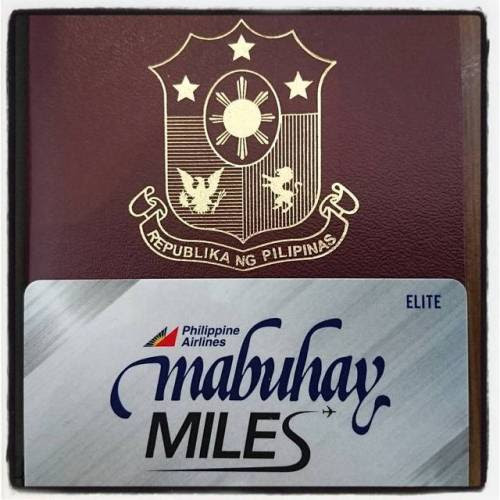 REPUBLIKA NG PILIPINAS
ELITE
Philippine
Airlines
mabuhay
MILES